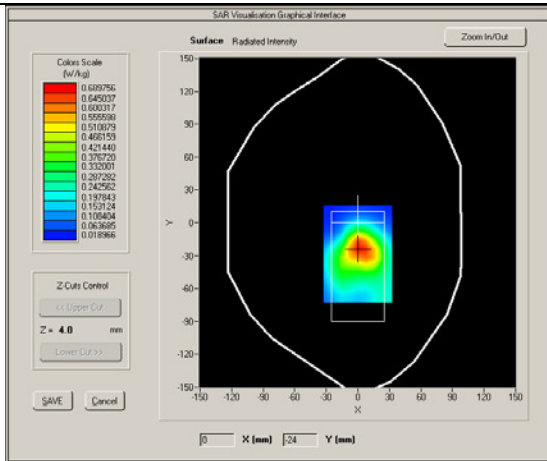 SAR Visualisation Graphical Interface
Surface Radiated Intensity
Zoom In/Out
Colors Scale
(W/kg)
0.689756
0.645037
0.600317
0.555598
0.510879
0.466159
0.421440
0.376720
0.332001
0.287282
0.242562
0.197843
0.153124
0.108404
0.063685
0.018966
Z-Cuts Control
<< Upper Cut
Z = 4.0 mm
Lower Cut >>
SAVE Cancel
150
120
90
60
30
0
-30
-60
-90
-120
-150
Y
-150 -120 -90 -60 -30 0 30 60 90 120 150
X
0 X (mm) -24 Y (mm)